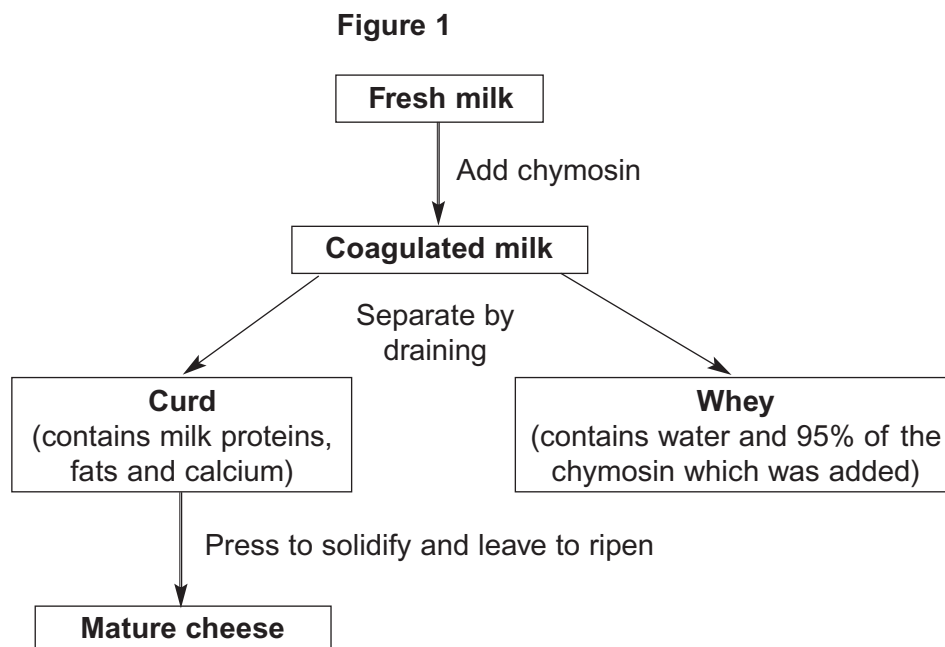 Figure 1
Fresh milk
Add chymosin
Coagulated milk
Separate by
draining
Curd
(contains milk proteins,
fats and calcium)
Whey
(contains water and 95% of the
chymosin which was added)
Press to solidify and leave to ripen
Mature cheese